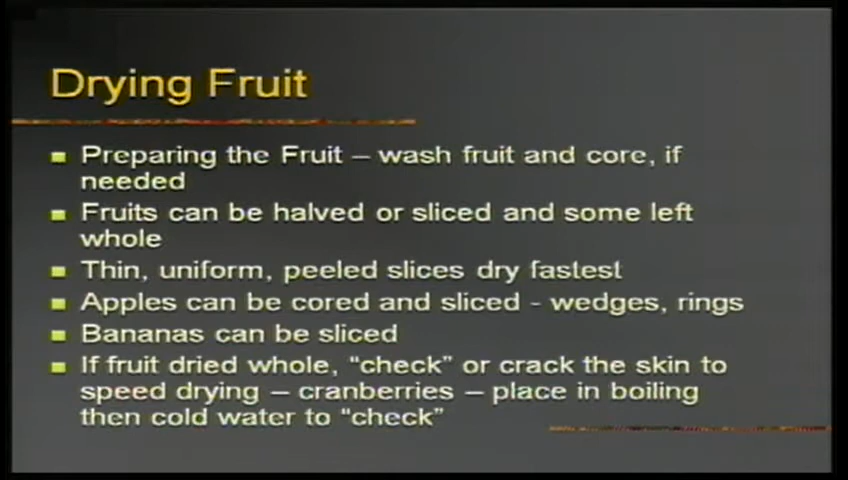 Drying Fruit
Preparing the Fruit – wash fruit and core, if
needed
Fruits can be halved or sliced and some left
whole
Thin, uniform, peeled slices dry fastest
Apples can be cored and sliced - wedges, rings
Bananas can be sliced
If fruit dried whole, “check” or crack the skin to
speed drying – cranberries – place in boiling
then cold water to “check”